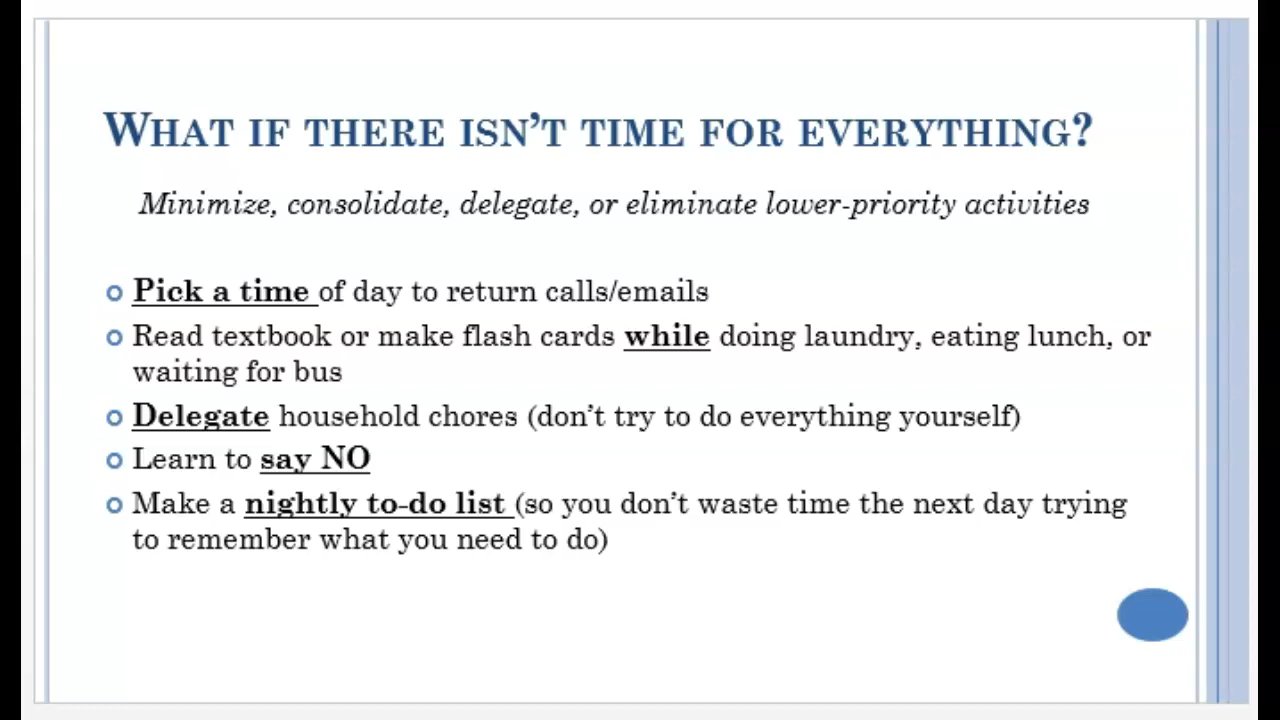 WHAT IF THERE ISN'T TIME FOR EVERYTHING?
Minimize, consolidate, delegate, or eliminate lower-priority activities
Pick a time of day to return calls/emails
Read textbook or make flash cards while doing laundry, eating lunch, or
waiting for bus
Delegate household chores (don't try to do everything yourself)
Learn to say NO
Make a nightly to-do list (so you don't waste time the next day trying
to remember what you need to do)